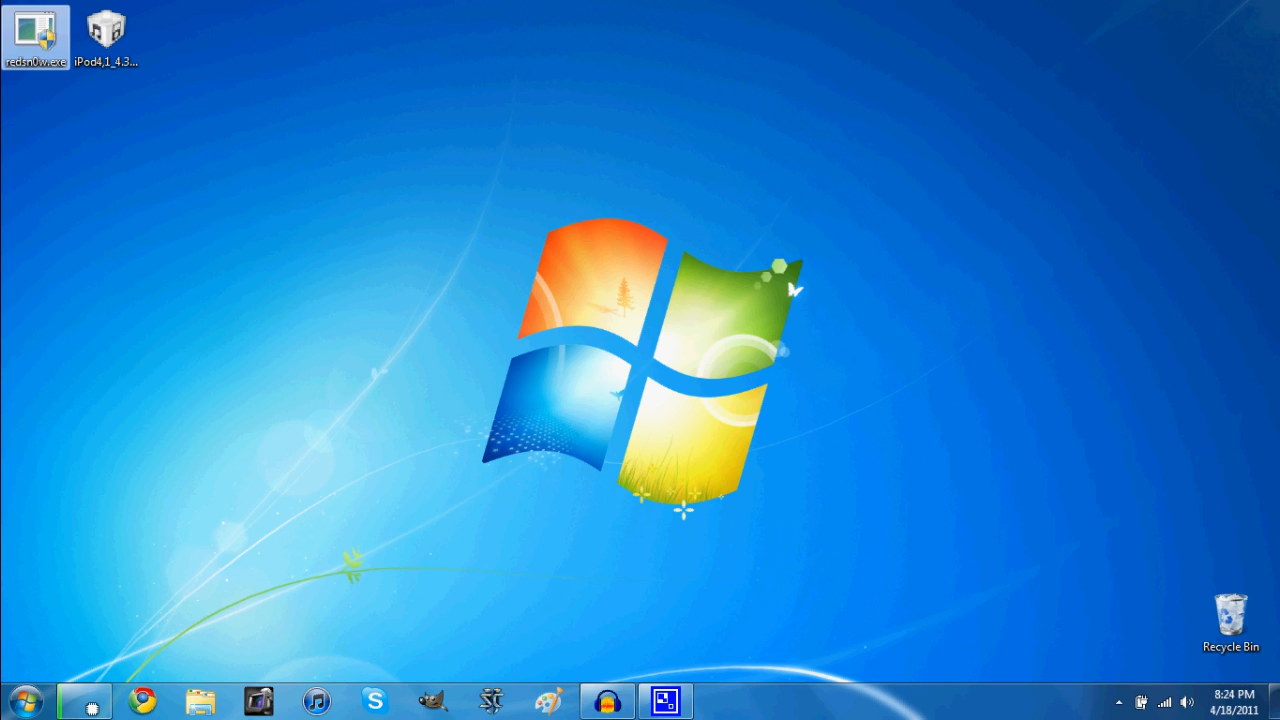 redsn0w.exe
iPod4,1_4.3...
Recycle Bin
8:24 PM
4/18/2011